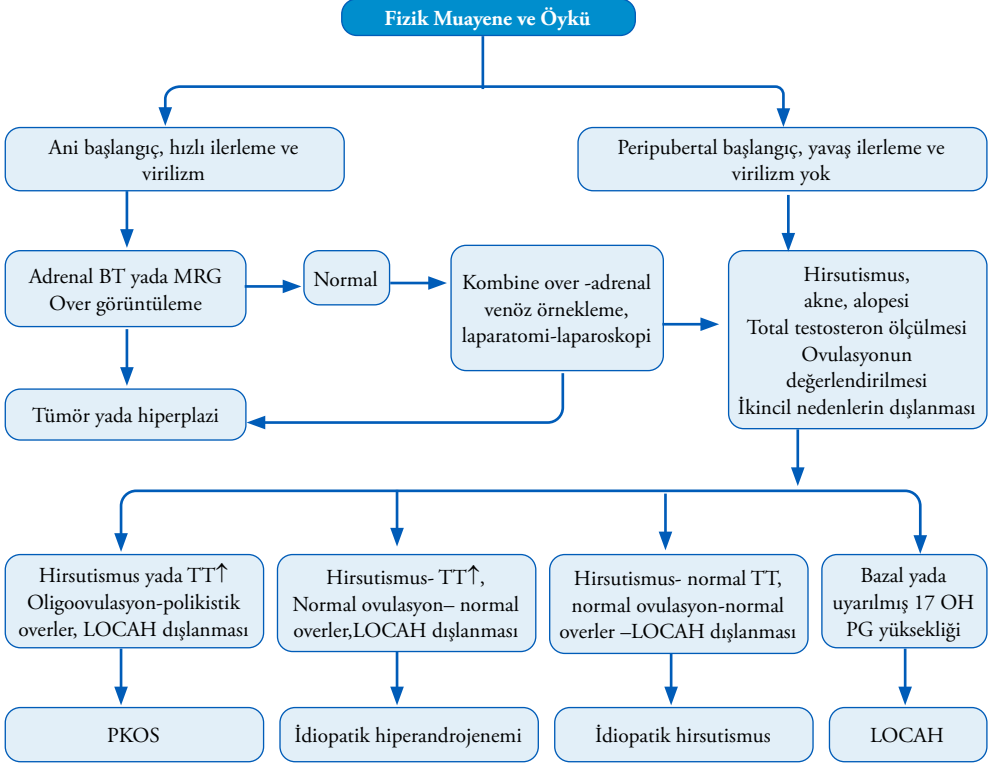 Fizik Muayene ve Öykü
Ani başlangıç, hızlı ilerleme ve
virilizm
Peripubertal başlangıç, yavaş ilerleme ve
virilizm yok
Adrenal BT yada MRG
Over görüntüleme
Normal
Kombine over -adrenal
venöz örnekleme,
laparatomi-laparoskopi
Hirsutismus,
akne, alopesi
Total testosteron ölçülmesi
Ovulasyonun
değerlendirilmesi
İkincil nedenlerin dışlanması
Tümör yada hiperplazi
Hirsutismus yada TT↑
Oligoovulasyon-polikistik
overler, LOCAH dışlanması
Hirsutismus- TT↑,
Normal ovulasyon– normal
overler,LOCAH dışlanması
Hirsutismus- normal TT,
normal ovulasyon-normal
overler –LOCAH dışlanması
Bazal yada
uyarılmış 17 OH
PG yüksekliği
PKOS
İdiopatik hiperandrojenemi
İdiopatik hirsutismus
LOCAH